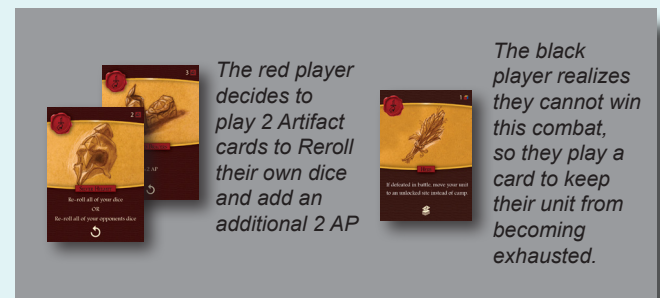 The red player
decides to
play 2 Artifact
cards to Reroll
their own dice
and add an
additional 2 AP
3
2 AP
2
Re-roll all of your dice
OR
Re-roll all of your opponents dice
1
If defeated in battle, move your unit
to an unlocked site instead of camp
The black
player realizes
they cannot win
this combat,
so they play a
card to keep
their unit from
becoming
exhausted.